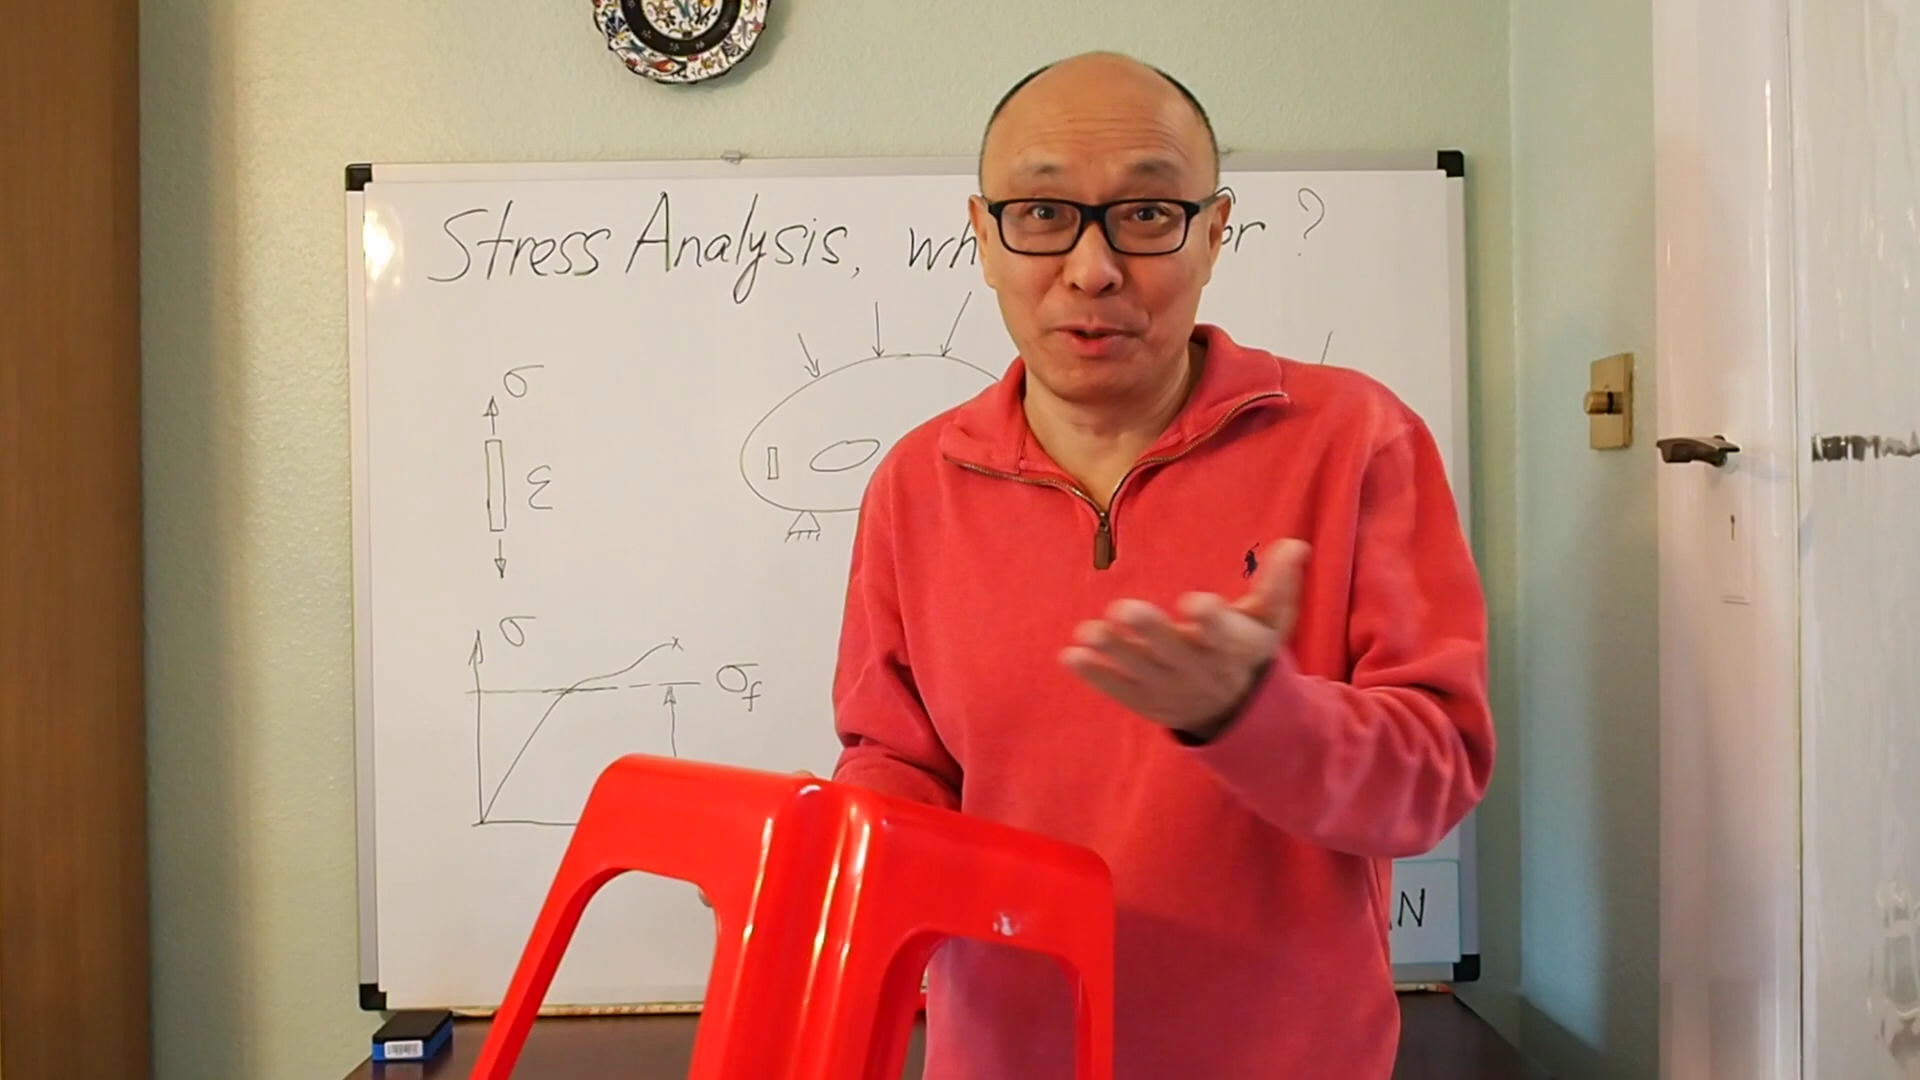 Stress Analysis, wh or ?
σ
ε
σ
σf
N